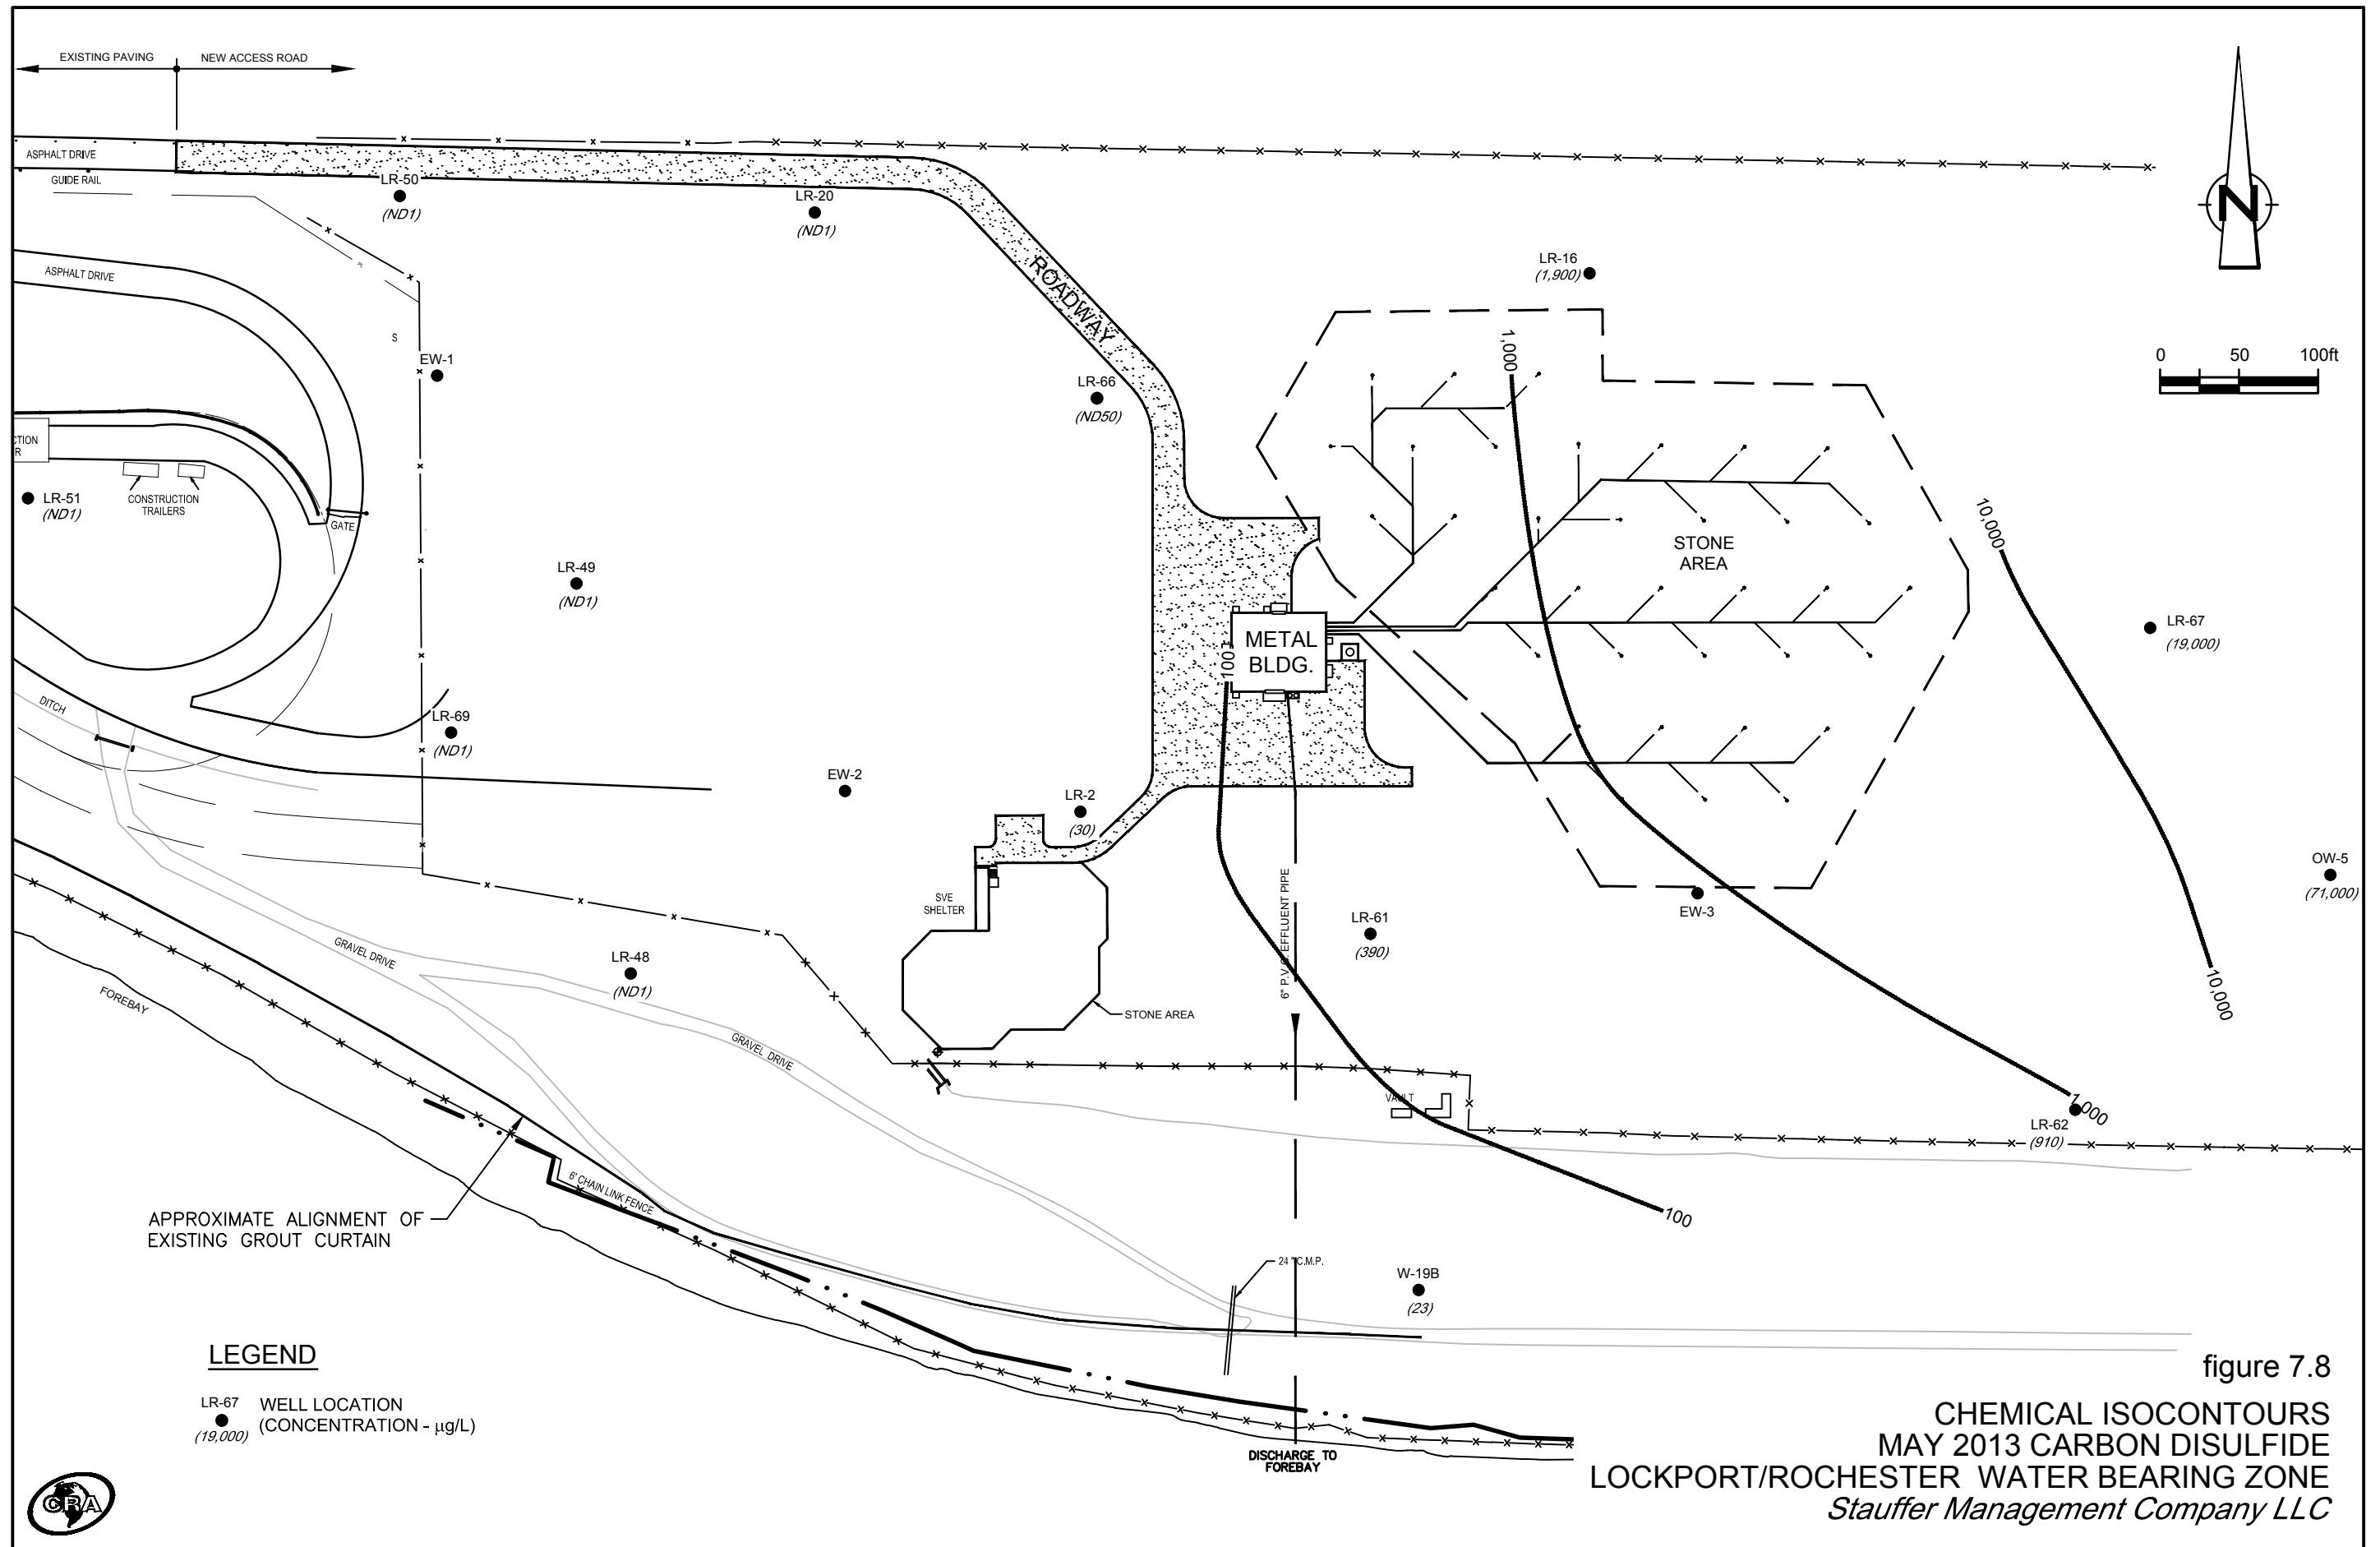 EXISTING PAVING
NEW ACCESS ROAD
ASPHALT DRIVE
GUIDE RAIL
LR-50
(ND1)
LR-20
(ND1)
ROADWAY
LR-16
(1,900)
N
0 50 100ft
ASPHALT DRIVE
S
EW-1
LR-66
(ND50)
1,000
LR-51
(ND1)
CONSTRUCTION
TRAILERS
GATE
10,000
STONE
AREA
LR-49
(ND1)
METAL
BLDG.
100
LR-67
(19,000)
DITCH
LR-69
(ND1)
EW-2
LR-2
(30)
OW-5
(71,000)
SVE
SHELTER
6" P.V.C. EFFLUENT PIPE
LR-61
(390)
EW-3
GRAVEL DRIVE
LR-48
(ND1)
FOREBAY
STONE AREA
10,000
GRAVEL DRIVE
VAULT
1,000
LR-62
(910)
6' CHAIN LINK FENCE
100
APPROXIMATE ALIGNMENT OF
EXISTING GROUT CURTAIN
24 " C.M.P.
W-19B
(23)
LEGEND
LR-67
(19,000)
WELL LOCATION
(CONCENTRATION - µg/L)
DISCHARGE TO
FOREBAY
figure 7.8
CHEMICAL ISOCONTOURS
MAY 2013 CARBON DISULFIDE
LOCKPORT/ROCHESTER WATER BEARING ZONE
Stauffer Management Company LLC
CRA